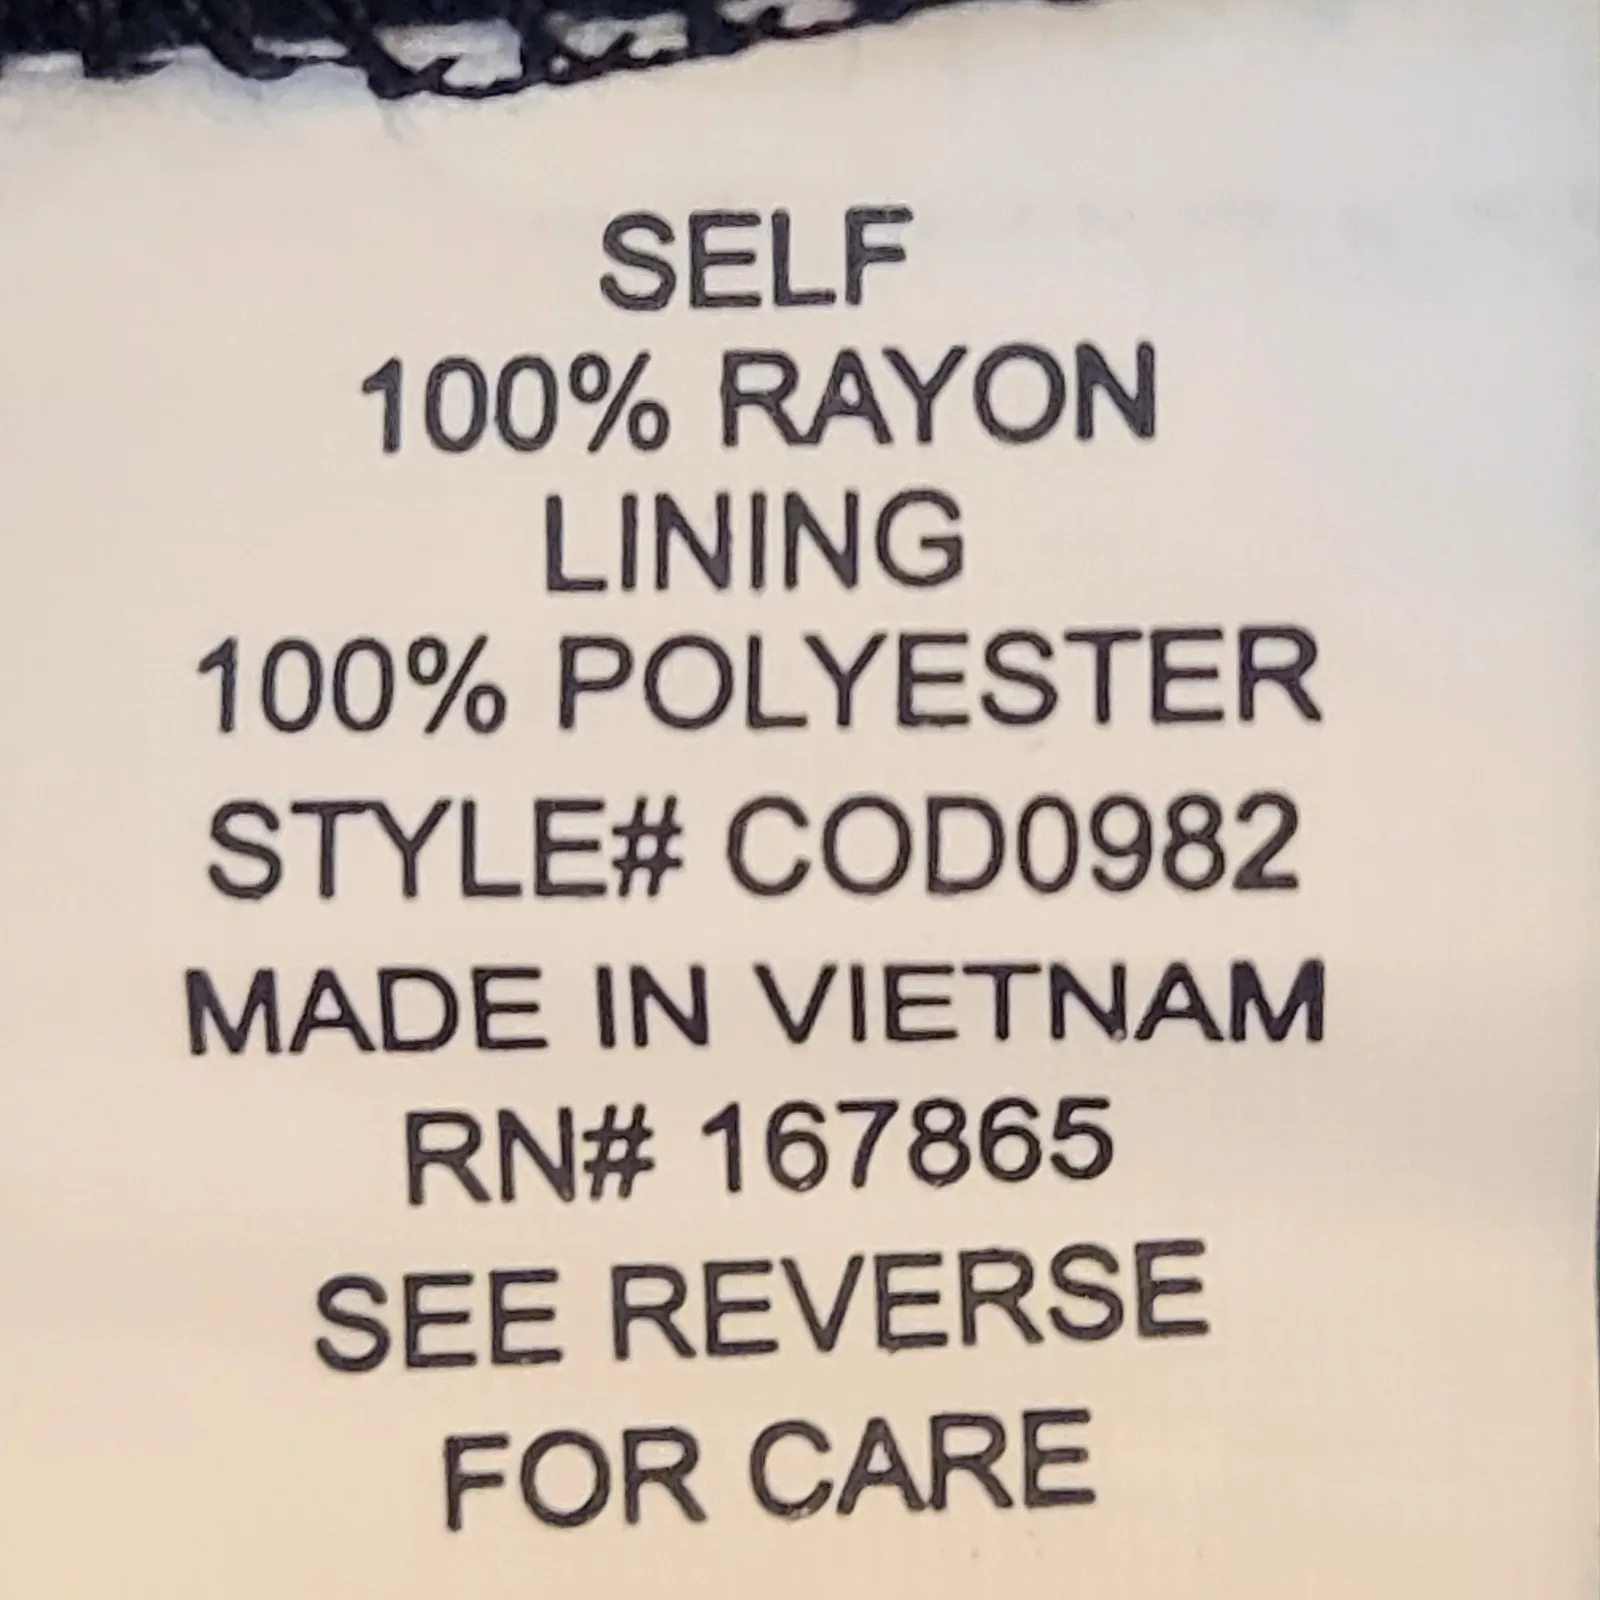 SELF
100% RAYON
LINING
100% POLYESTER
STYLE# COD0982
MADE IN VIETNAM
RN# 167865
SEE REVERSE
FOR CARE